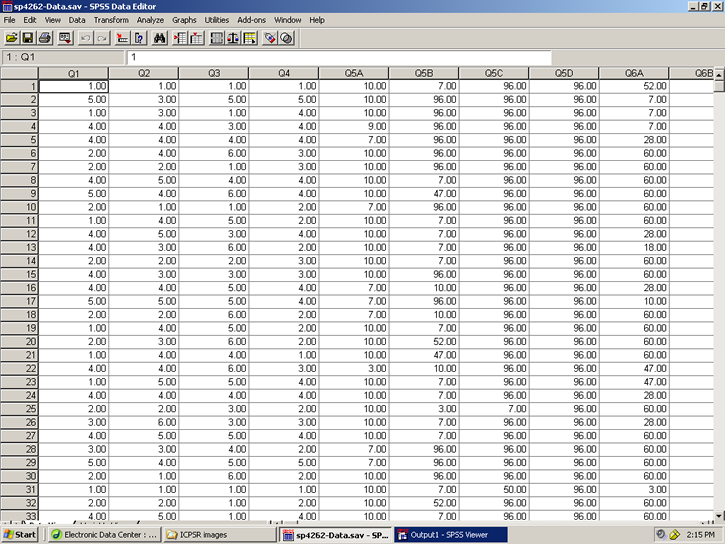 sp4262-Data.sav - SPSS Data Editor
File Edit View Data Transform Analyze Graphs Utilities Add-ons Window Help
1 : Q1 1
Q1 Q2 Q3 Q4 Q5A Q5B Q5C Q5D Q6A Q6B
1 1.00 1.00 1.00 1.00 10.00 7.00 96.00 96.00 52.00
2 5.00 3.00 5.00 5.00 10.00 96.00 96.00 96.00 7.00
3 1.00 3.00 1.00 4.00 10.00 96.00 96.00 96.00 7.00
4 4.00 4.00 3.00 4.00 9.00 96.00 96.00 96.00 7.00
5 4.00 4.00 4.00 4.00 7.00 96.00 96.00 96.00 28.00
6 2.00 4.00 6.00 3.00 10.00 96.00 96.00 96.00 60.00
7 2.00 2.00 1.00 3.00 10.00 96.00 96.00 96.00 60.00
8 4.00 5.00 4.00 4.00 10.00 7.00 96.00 96.00 60.00
9 5.00 4.00 6.00 4.00 10.00 47.00 96.00 96.00 60.00
10 2.00 1.00 1.00 2.00 7.00 96.00 96.00 96.00 60.00
11 1.00 4.00 5.00 2.00 10.00 7.00 96.00 96.00 60.00
12 4.00 5.00 3.00 4.00 10.00 7.00 96.00 96.00 28.00
13 4.00 3.00 6.00 2.00 10.00 7.00 96.00 96.00 18.00
14 2.00 2.00 2.00 3.00 10.00 7.00 96.00 96.00 60.00
15 4.00 3.00 3.00 3.00 10.00 96.00 96.00 96.00 60.00
16 4.00 4.00 5.00 4.00 7.00 10.00 96.00 96.00 28.00
17 5.00 5.00 5.00 4.00 7.00 96.00 96.00 96.00 10.00
18 2.00 2.00 6.00 2.00 7.00 10.00 96.00 96.00 60.00
19 1.00 4.00 5.00 2.00 10.00 7.00 96.00 96.00 60.00
20 2.00 3.00 6.00 2.00 10.00 52.00 96.00 96.00 60.00
21 1.00 4.00 4.00 1.00 10.00 47.00 96.00 96.00 60.00
22 4.00 4.00 6.00 3.00 3.00 10.00 96.00 96.00 47.00
23 1.00 5.00 5.00 4.00 10.00 7.00 96.00 96.00 47.00
24 4.00 4.00 4.00 4.00 10.00 7.00 96.00 96.00 28.00
25 2.00 2.00 3.00 2.00 10.00 3.00 7.00 96.00 60.00
26 3.00 6.00 3.00 3.00 10.00 7.00 96.00 96.00 28.00
27 4.00 5.00 5.00 4.00 10.00 7.00 96.00 96.00 60.00
28 3.00 3.00 4.00 2.00 7.00 96.00 96.00 96.00 60.00
29 5.00 4.00 5.00 5.00 7.00 96.00 96.00 96.00 60.00
30 2.00 1.00 6.00 2.00 10.00 96.00 96.00 96.00 60.00
31 1.00 1.00 1.00 1.00 10.00 7.00 50.00 96.00 3.00
32 2.00 2.00 1.00 2.00 10.00 52.00 96.00 96.00 60.00
33 4.00 5.00 1.00 4.00 10.00 7.00 96.00 96.00 60.00
Start Electronic Data Center : ... ICPSR images sp4262-Data.sav - SP... Output1 - SPSS Viewer 2:15 PM